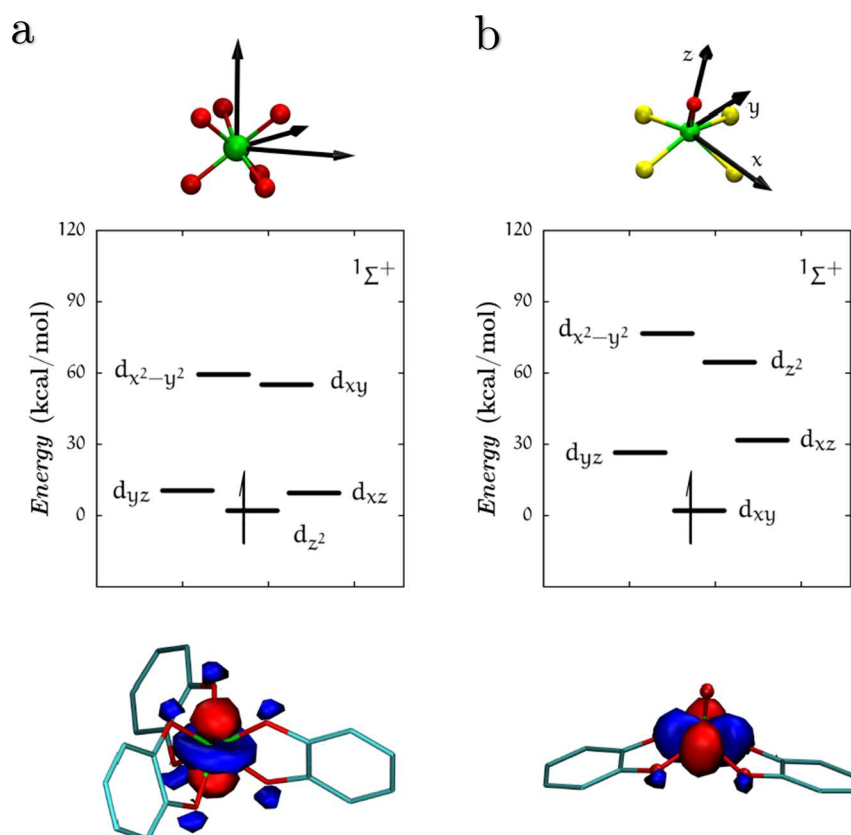 a
b
z
y
x
Energy (kcal/mol)
120
90
60
30
0
¹Σ⁺
d_{x²−y²}
d_{xy}
d_{yz}
d_{xz}
d_{z²}
Energy (kcal/mol)
120
90
60
30
0
¹Σ⁺
d_{x²−y²}
d_{z²}
d_{yz}
d_{xz}
d_{xy}